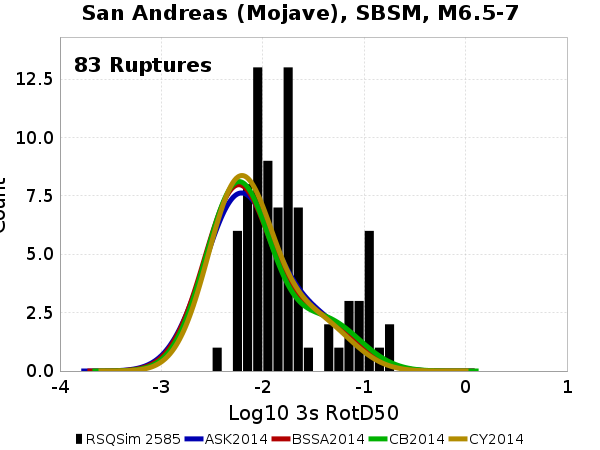 San Andreas (Mojave), SBSM, M6.5-7
83 Ruptures
12.5
10.0
7.5
5.0
2.5
0.0
Count
-4 -3 -2 -1 0 1
Log10 3s RotD50
RSQSim 2585 ASK2014 BSSA2014 CB2014 CY2014